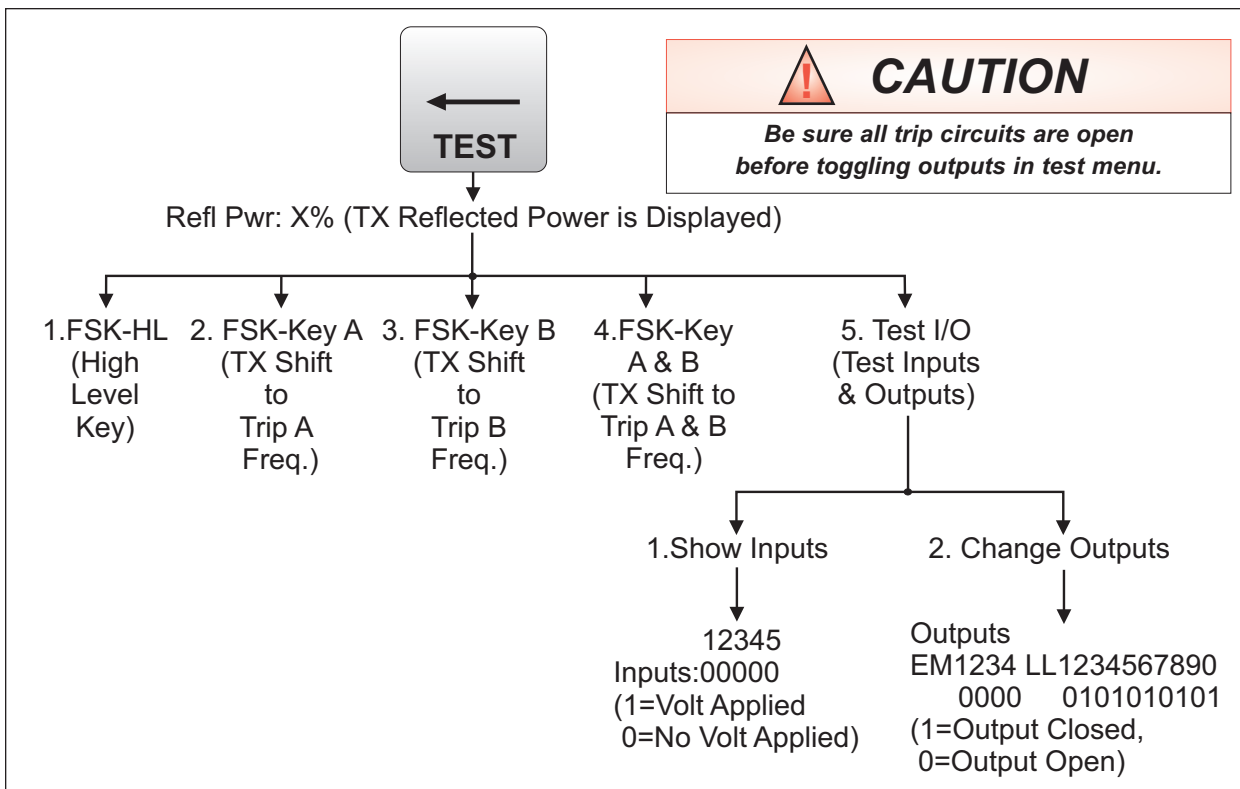 TEST
CAUTION
Be sure all trip circuits are open
before toggling outputs in test menu.
Refl Pwr: X% (TX Reflected Power is Displayed)
1.FSK-HL
(High
Level
Key)
2. FSK-Key A
(TX Shift
to
Trip A
Freq.)
3. FSK-Key B
(TX Shift
to
Trip B
Freq.)
4.FSK-Key
A & B
(TX Shift to
Trip A & B
Freq.)
5. Test I/O
(Test Inputs
& Outputs)
1.Show Inputs
12345
Inputs:00000
(1=Volt Applied
0=No Volt Applied)
2. Change Outputs
Outputs
EM1234 LL1234567890
0000 0101010101
(1=Output Closed,
0=Output Open)